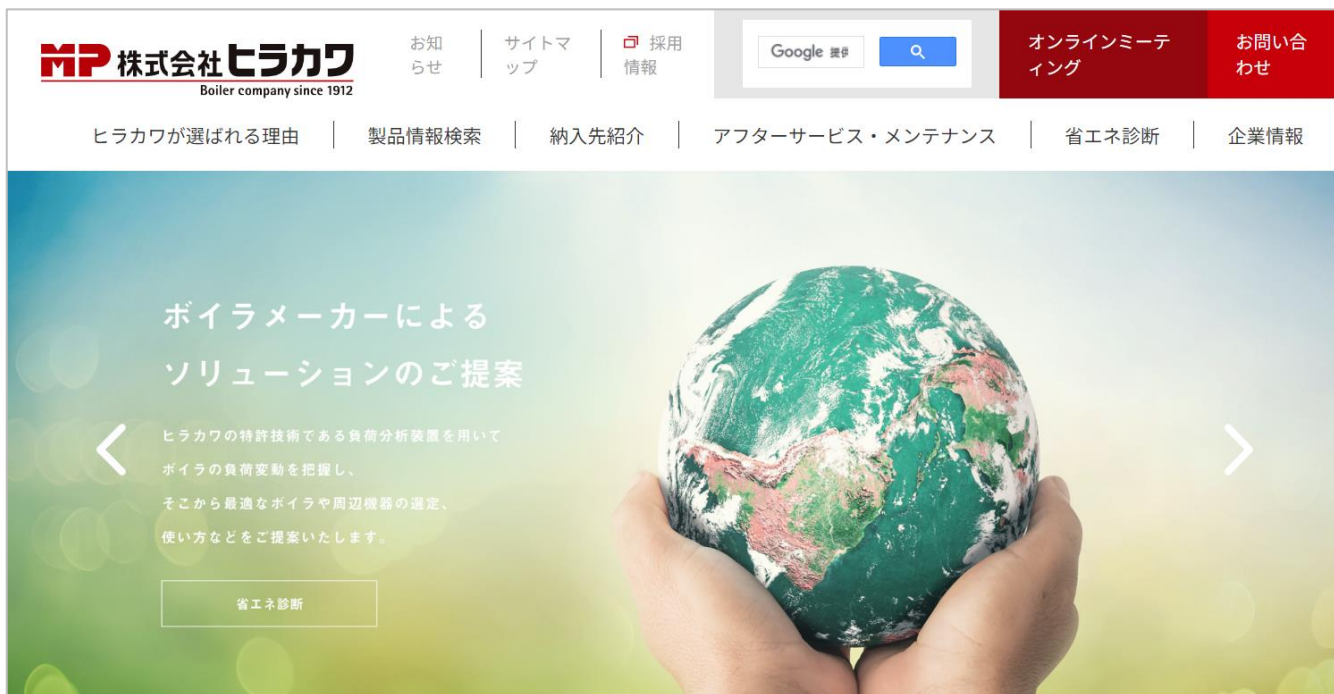 MP 株式会社ヒラカワ
Boiler company since 1912
お知
らせ
サイトマ
ップ
採用
情報
Google 提供
オンラインミーテ
ィング
お問い合
わせ
ヒラカワが選ばれる理由
製品情報検索
納入先紹介
アフターサービス・メンテナンス
省エネ診断
企業情報
ボイラメーカーによる
ソリューションのご提案
ヒラカワの特許技術である負荷分析装置を用いて
ボイラの負荷変動を把握し、
そこから最適なボイラや周辺機器の選定、
使い方などをご提案いたします。
省エネ診断